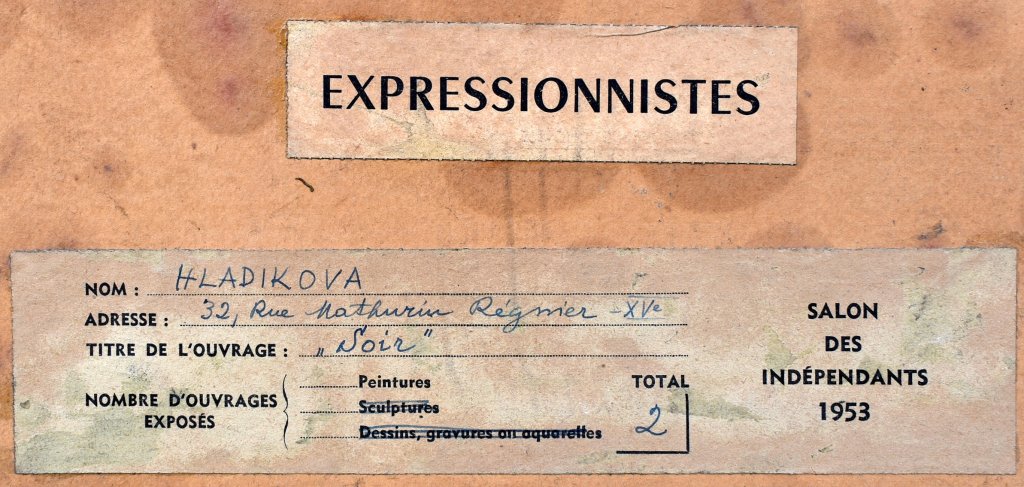 EXPRESSIONNISTES
NOM : HLADIKOVA
ADRESSE : 32, Rue Mathurin Régnier -XVe
TITRE DE L'OUVRAGE : „Soir"
NOMBRE D'OUVRAGES EXPOSÉS
Peintures
Sculptures
Dessins, gravures ou aquarelles
TOTAL
2
SALON
DES
INDÉPENDANTS
1953